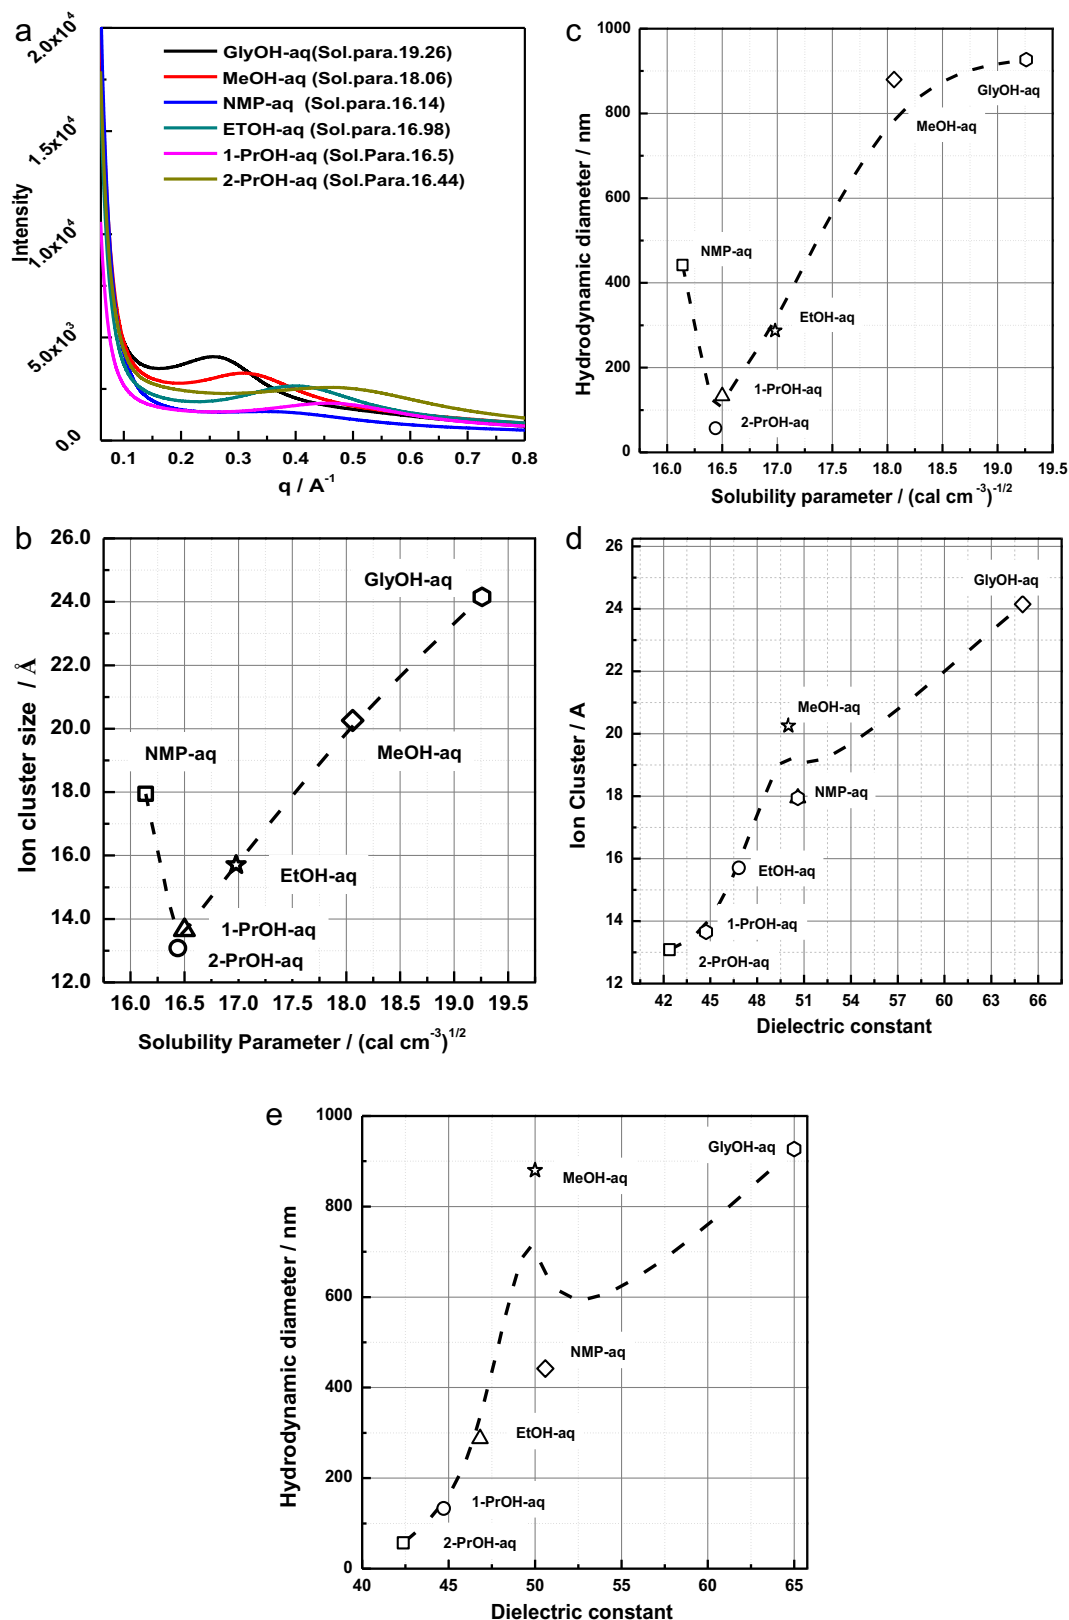 a
2.0x10⁴
1.5x10⁴
1.0x10⁴
5.0x10³
0.0
Intensity
GlyOH-aq(Sol.para.19.26)
MeOH-aq (Sol.para.18.06)
NMP-aq (Sol.para.16.14)
ETOH-aq (Sol.para.16.98)
1-PrOH-aq (Sol.Para.16.5)
2-PrOH-aq (Sol.Para.16.44)
0.1 0.2 0.3 0.4 0.5 0.6 0.7 0.8
q / A⁻¹
c
1000
800
600
400
200
0
Hydrodynamic diameter / nm
GlyOH-aq
MeOH-aq
NMP-aq
EtOH-aq
1-PrOH-aq
2-PrOH-aq
16.0 16.5 17.0 17.5 18.0 18.5 19.0 19.5
Solubility parameter / (cal cm⁻³)⁻¹/²
b
26.0
24.0
22.0
20.0
18.0
16.0
14.0
12.0
Ion cluster size / Å
GlyOH-aq
NMP-aq
MeOH-aq
EtOH-aq
1-PrOH-aq
2-PrOH-aq
16.0 16.5 17.0 17.5 18.0 18.5 19.0 19.5
Solubility Parameter / (cal cm⁻³)¹/²
d
26
24
22
20
18
16
14
12
Ion Cluster / A
GlyOH-aq
MeOH-aq
NMP-aq
EtOH-aq
1-PrOH-aq
2-PrOH-aq
42 45 48 51 54 57 60 63 66
Dielectric constant
e
1000
800
600
400
200
0
Hydrodynamic diameter / nm
GlyOH-aq
MeOH-aq
NMP-aq
EtOH-aq
1-PrOH-aq
2-PrOH-aq
40 45 50 55 60 65
Dielectric constant